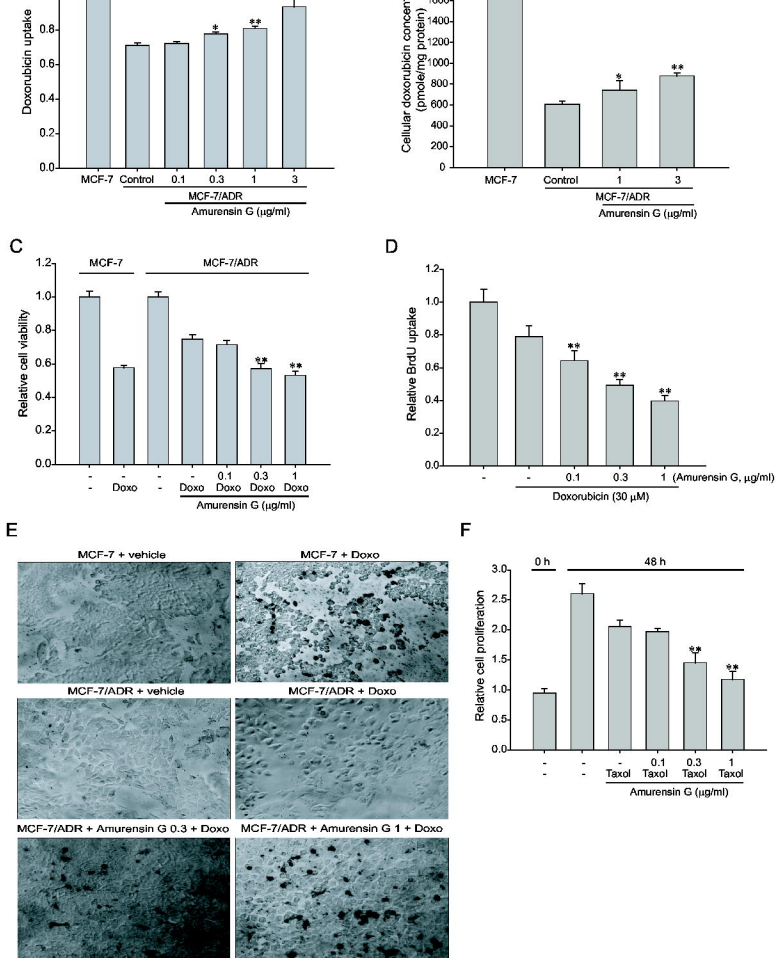 Doxorubicin uptake
0.8
0.6
0.4
0.2
0.0
MCF-7 Control 0.1 0.3 1 3
* ** 
MCF-7/ADR
Amurensin G (μg/ml)
Cellular doxorubicin concen
(pmole/mg protein)
1600
1400
1200
1000
800
600
400
200
0
* **
MCF-7 Control 1 3
MCF-7/ADR
Amurensin G (μg/ml)
C
MCF-7 MCF-7/ADR
Relative cell viability
1.2
1.0
0.8
0.6
0.4
0.2
0.0
** **
- - - - 0.1 0.3 1
- Doxo - Doxo Doxo Doxo Doxo
Amurensin G (μg/ml)
D
Relative BrdU uptake
1.2
1.0
0.8
0.6
0.4
0.2
0.0
** ** **
- - 0.1 0.3 1 (Amurensin G, μg/ml)
Doxorubicin (30 μM)
E
MCF-7 + vehicle
MCF-7 + Doxo
MCF-7/ADR + vehicle
MCF-7/ADR + Doxo
MCF-7/ADR + Amurensin G 0.3 + Doxo
MCF-7/ADR + Amurensin G 1 + Doxo
F
0 h 48 h
Relative cell proliferation
3.0
2.5
2.0
1.5
1.0
0.5
0.0
** **
- - - 0.1 0.3 1
- - Taxol Taxol Taxol Taxol
Amurensin G (μg/ml)